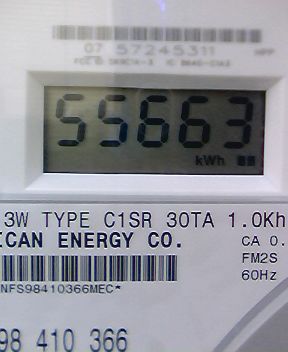 07 57245311
55663
kWh
3W TYPE C1SR 30TA 1.0Kh
ICAN ENERGY CO.
CA 0.
FM2S
60Hz
NFS98410366MEC*
98 410 366